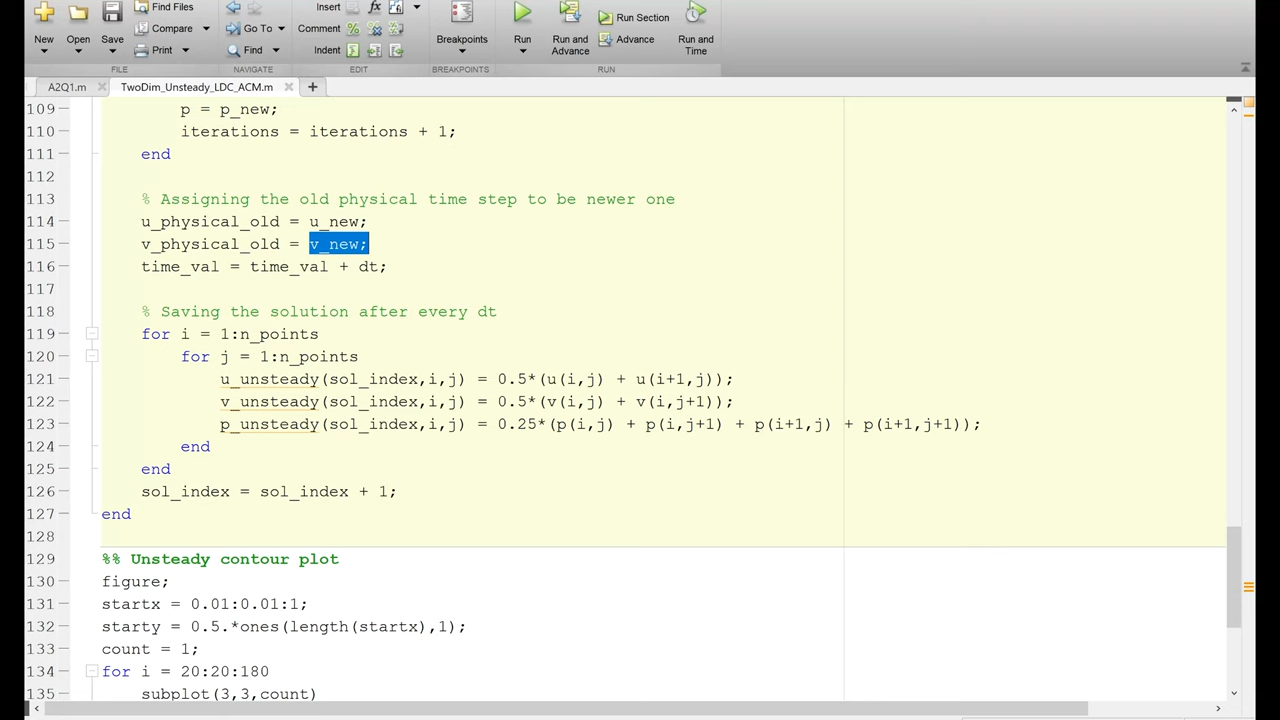 Find Files Insert fx
New Open Save Compare Go To Comment Breakpoints Run Run and Advance Run Section Advance Run and Time
Print Find Indent
FILE NAVIGATE EDIT BREAKPOINTS RUN
A2Q1.m TwoDim_Unsteady_LDC_ACM.m
109 p = p_new;
110 iterations = iterations + 1;
111 end
112
113 % Assigning the old physical time step to be newer one
114 u_physical_old = u_new;
115 v_physical_old = v_new;
116 time_val = time_val + dt;
117
118 % Saving the solution after every dt
119 for i = 1:n_points
120 for j = 1:n_points
121 u_unsteady(sol_index,i,j) = 0.5*(u(i,j) + u(i+1,j));
122 v_unsteady(sol_index,i,j) = 0.5*(v(i,j) + v(i,j+1));
123 p_unsteady(sol_index,i,j) = 0.25*(p(i,j) + p(i,j+1) + p(i+1,j) + p(i+1,j+1));
124 end
125 end
126 sol_index = sol_index + 1;
127 end
128
129 %% Unsteady contour plot
130 figure;
131 startx = 0.01:0.01:1;
132 starty = 0.5.*ones(length(startx),1);
133 count = 1;
134 for i = 20:20:180
135 subplot(3,3,count)